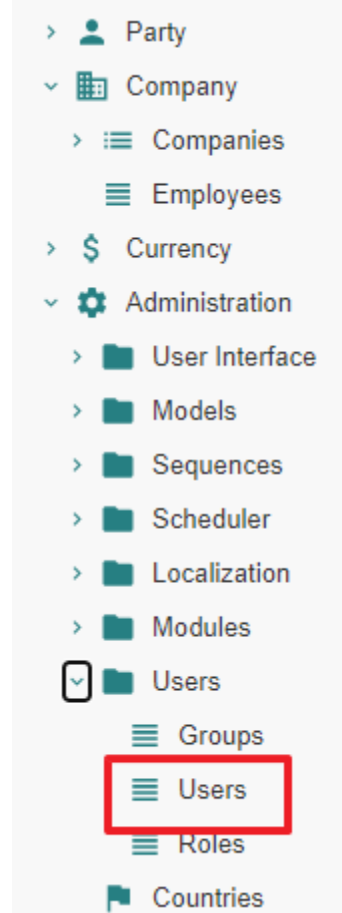 Party
Company
Companies
Employees
Currency
Administration
User Interface
Models
Sequences
Scheduler
Localization
Modules
Users
Groups
Users
Roles
Countries